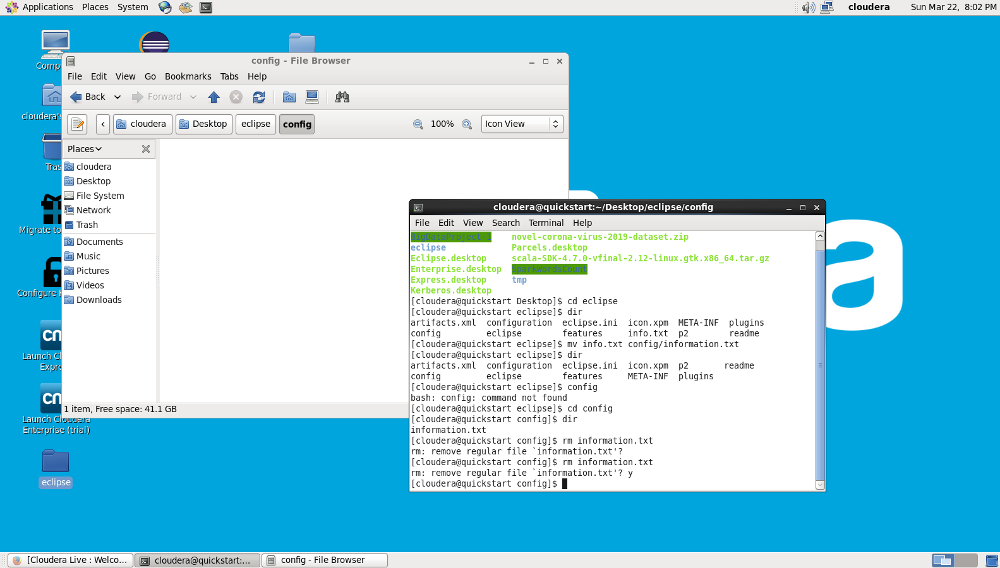 Applications Places System cloudera Sun Mar 22, 8:02 PM
config - File Browser
File Edit View Go Bookmarks Tabs Help
Back Forward
cloudera Desktop eclipse config 100% Icon View
Places
cloudera
Desktop
File System
Network
Trash
Documents
Music
Pictures
Videos
Downloads
1 item, Free space: 41.1 GB
Compu
cloudera's
Tras
Migrate to
Configure K
Launch Cl
Expre
Launch Cloudera
Enterprise (trial)
eclipse
cloudera@quickstart:~/Desktop/eclipse/config
File Edit View Search Terminal Help
BigDataProject-1 novel-corona-virus-2019-dataset.zip
eclipse Parcels.desktop
Eclipse.desktop scala-SDK-4.7.0-vfinal-2.12-linux.gtk.x86_64.tar.gz
Enterprise.desktop SparkWordsCount
Express.desktop tmp
Kerberos.desktop
[cloudera@quickstart Desktop]$ cd eclipse
[cloudera@quickstart eclipse]$ dir
artifacts.xml configuration eclipse.ini icon.xpm META-INF plugins
config eclipse features info.txt p2 readme
[cloudera@quickstart eclipse]$ mv info.txt config/information.txt
[cloudera@quickstart eclipse]$ dir
artifacts.xml configuration eclipse.ini icon.xpm p2 readme
config eclipse features META-INF plugins
[cloudera@quickstart eclipse]$ config
bash: config: command not found
[cloudera@quickstart eclipse]$ cd config
[cloudera@quickstart config]$ dir
information.txt
[cloudera@quickstart config]$ rm information.txt
rm: remove regular file `information.txt'?
[cloudera@quickstart config]$ rm information.txt
rm: remove regular file `information.txt'? y
[cloudera@quickstart config]$
[Cloudera Live : Welco... cloudera@quickstart:... config - File Browser